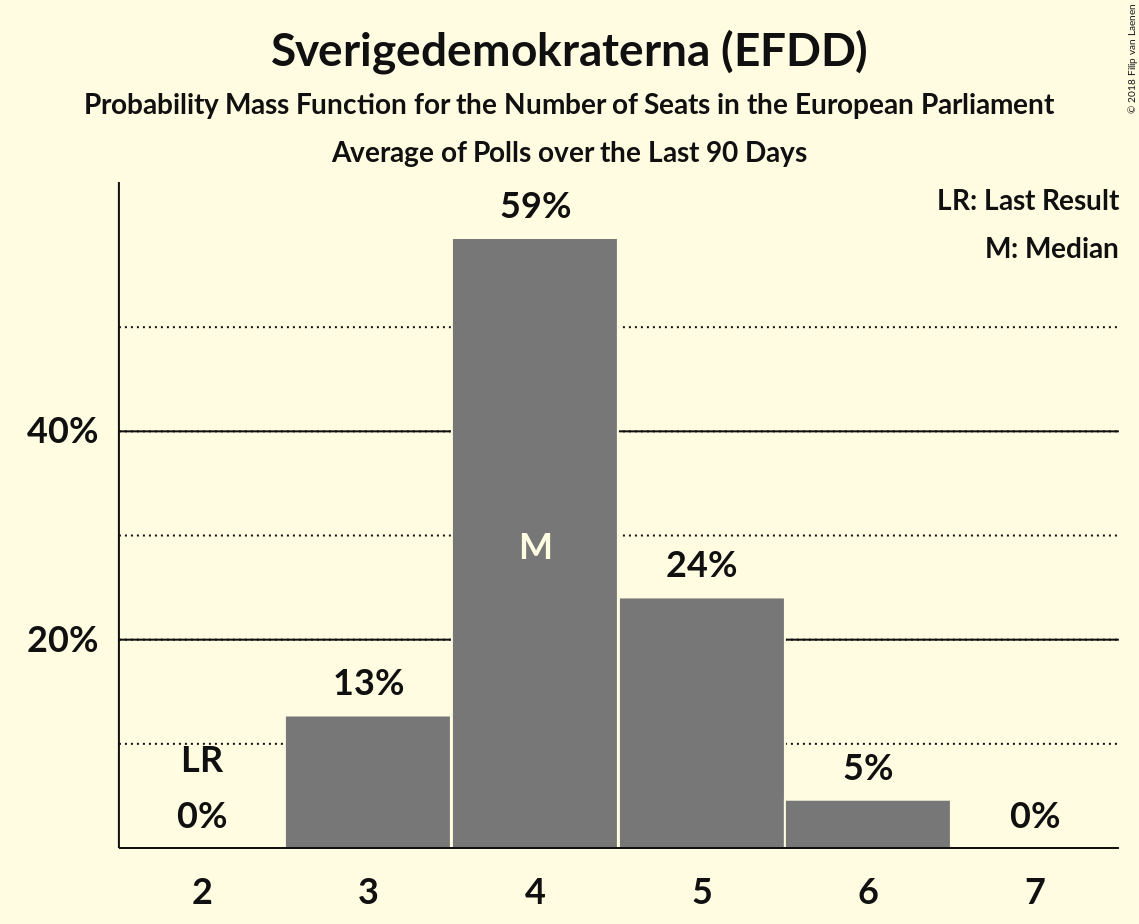 Sverigedemokraterna (EFDD)
Probability Mass Function for the Number of Seats in the European Parliament
Average of Polls over the Last 90 Days
© 2018 Filip van Laenen
LR: Last Result
M: Median
59%
40%
M
24%
20%
13%
LR
5%
0%
0%
2 3 4 5 6 7